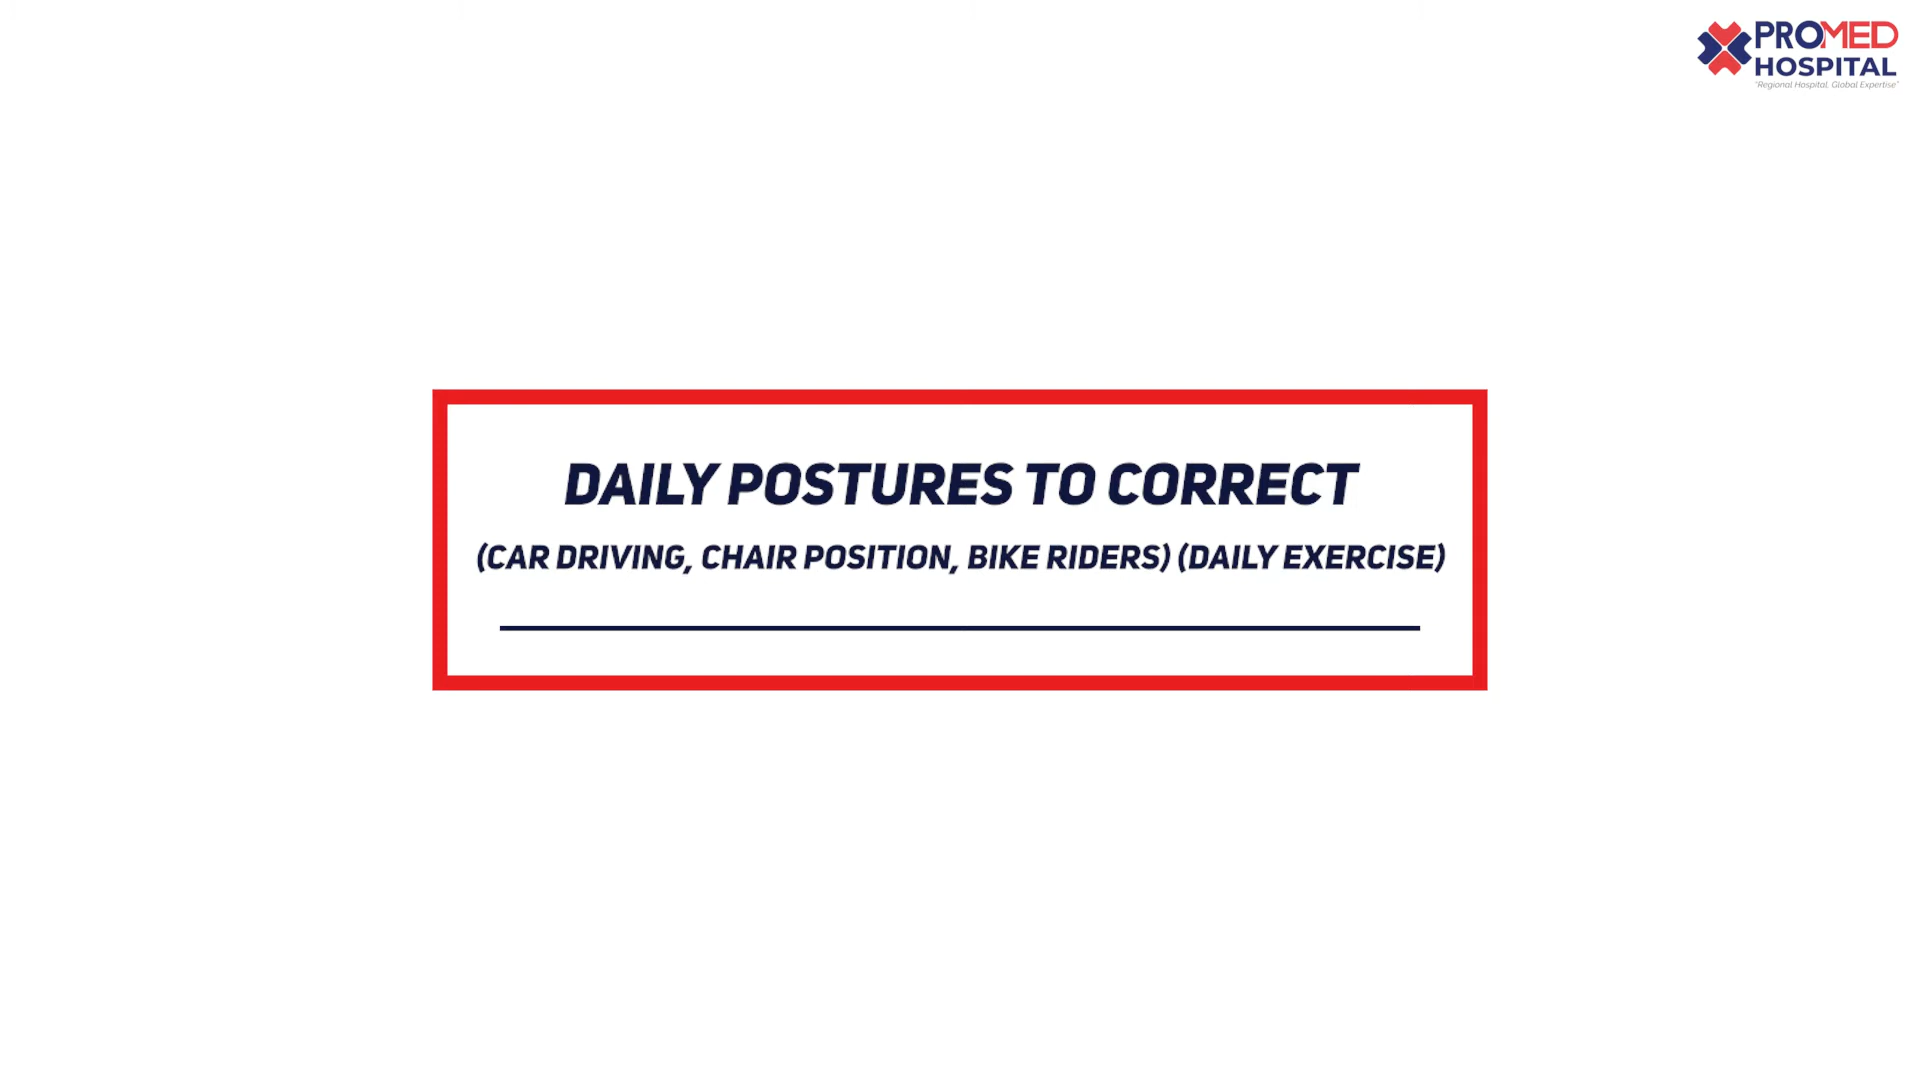 PROMED
HOSPITAL
"Regional Hospital. Global Expertise"
DAILY POSTURES TO CORRECT
(CAR DRIVING, CHAIR POSITION, BIKE RIDERS) (DAILY EXERCISE)